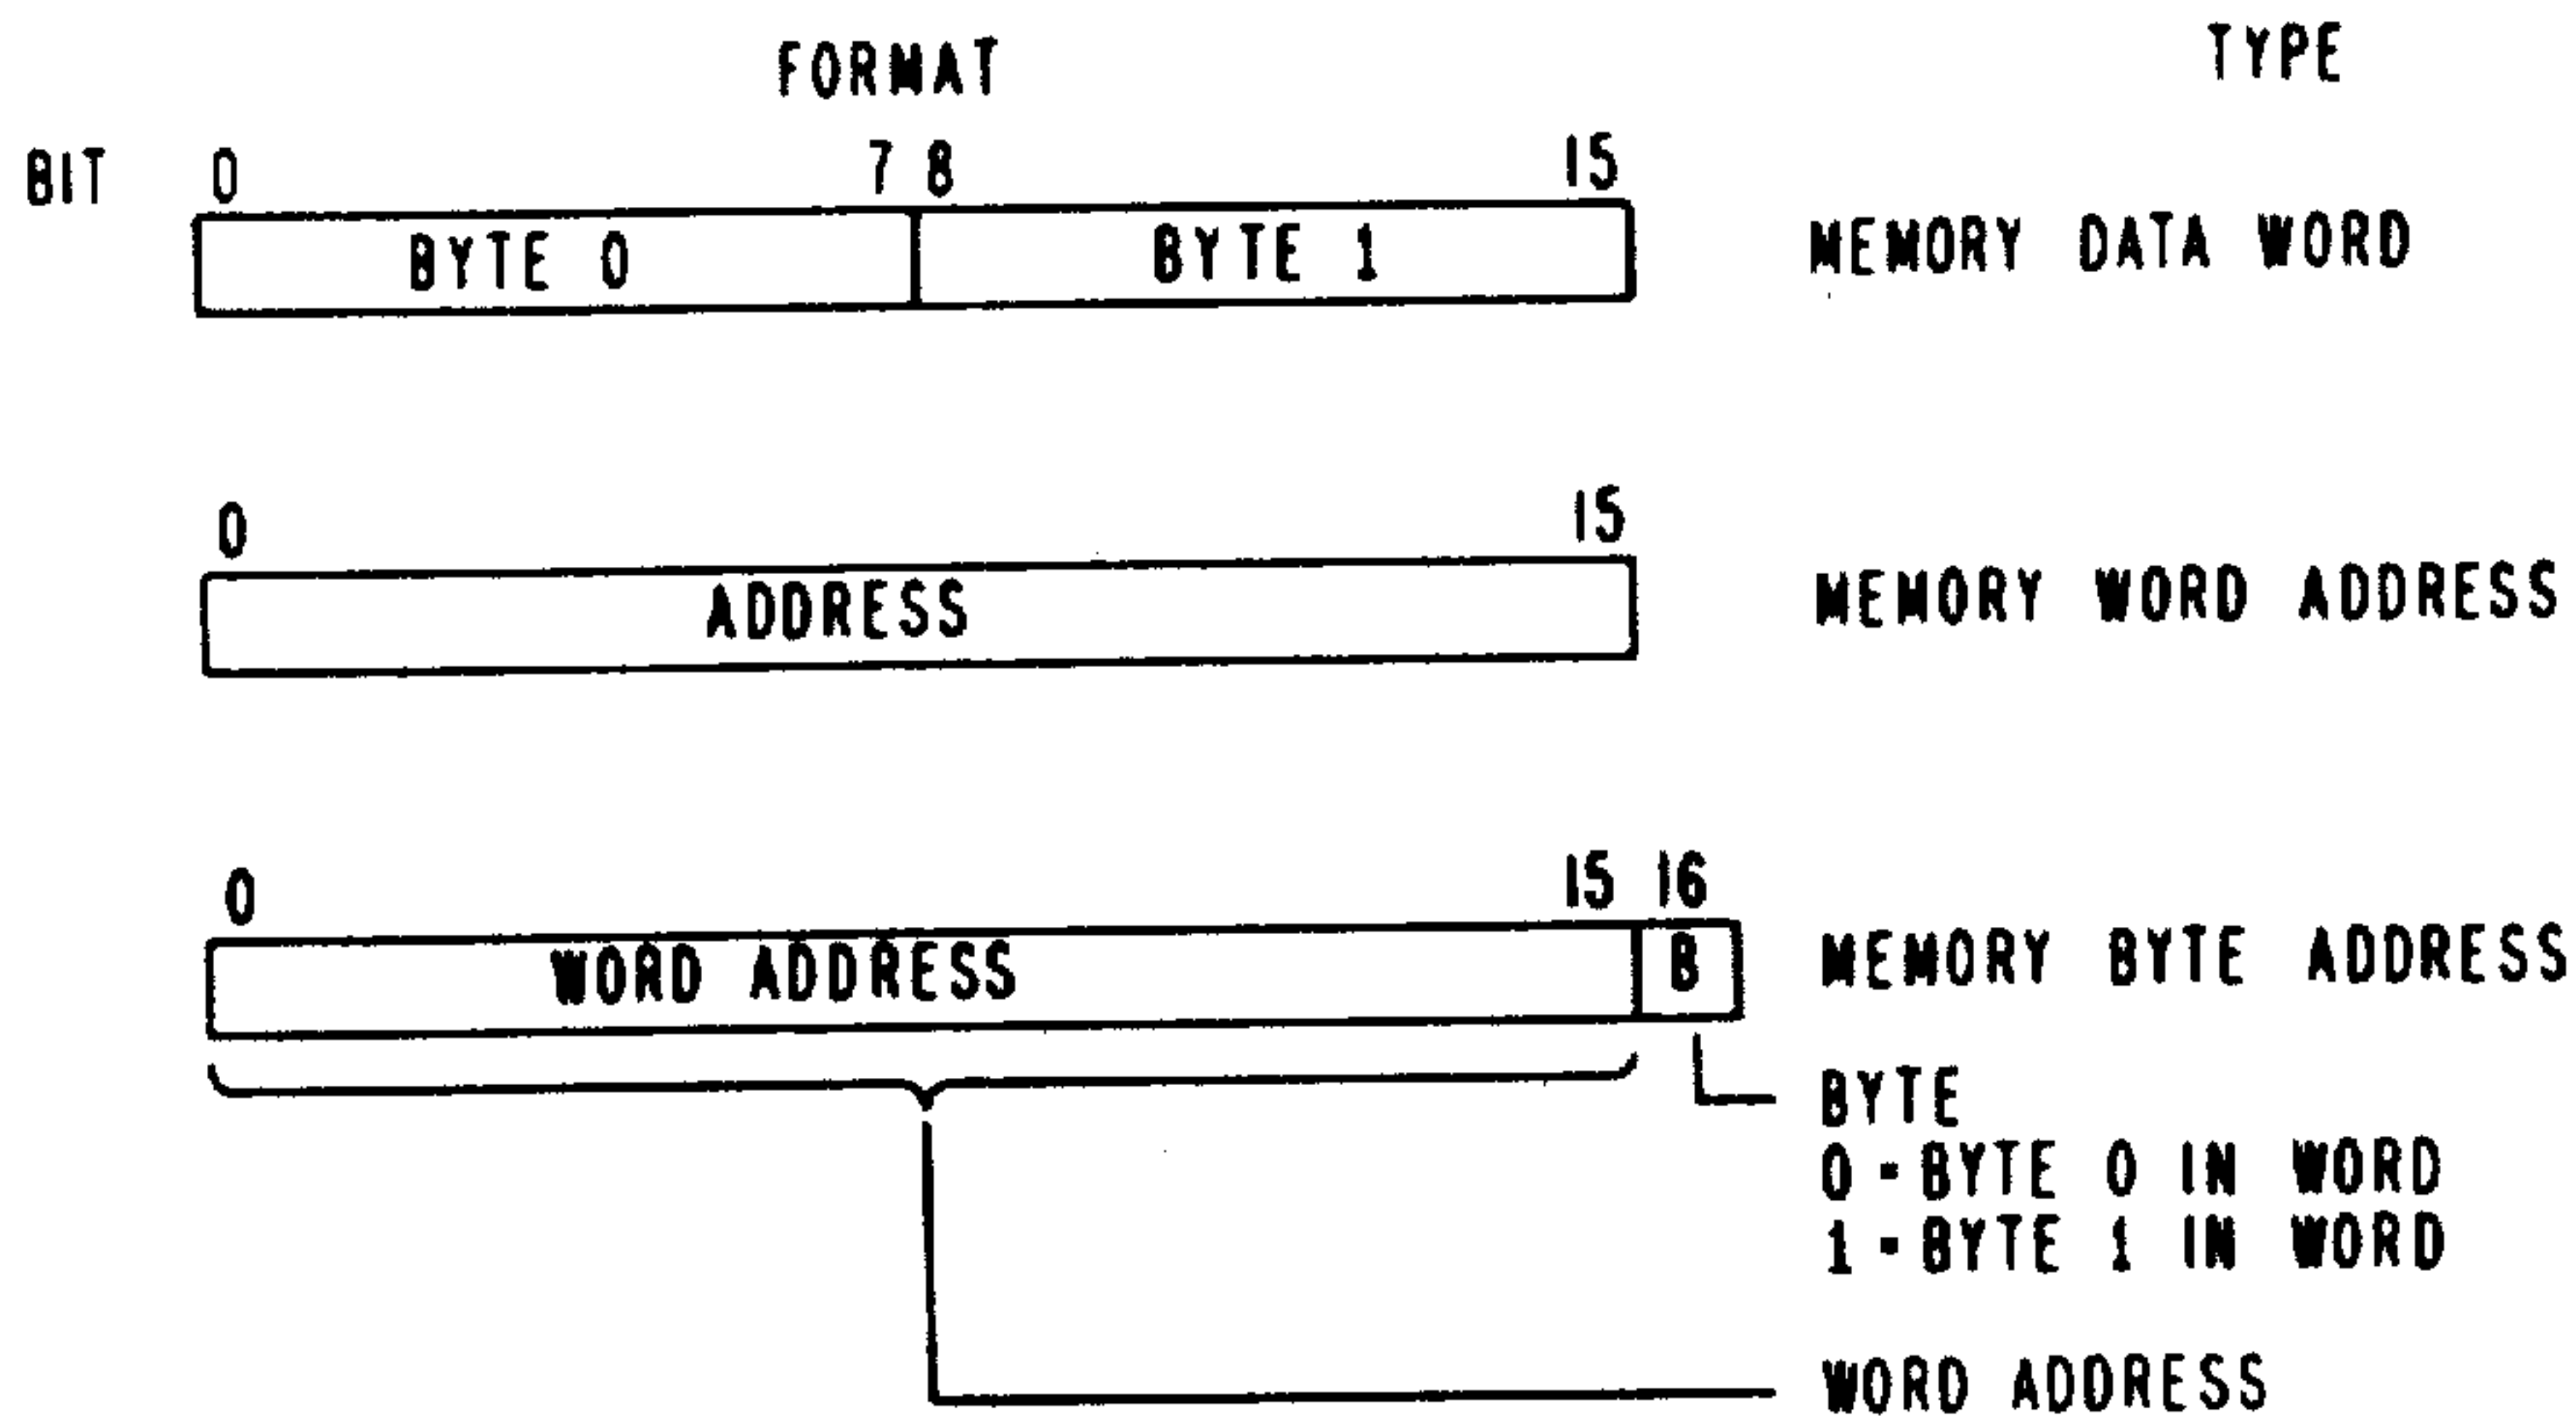 FORMAT TYPE
BIT 0 7 8 15
BYTE 0 BYTE 1 MEMORY DATA WORD
0 15
ADDRESS MEMORY WORD ADDRESS
0 15 16
WORD ADDRESS B MEMORY BYTE ADDRESS
BYTE
0 - BYTE 0 IN WORD
1 - BYTE 1 IN WORD
WORD ADDRESS